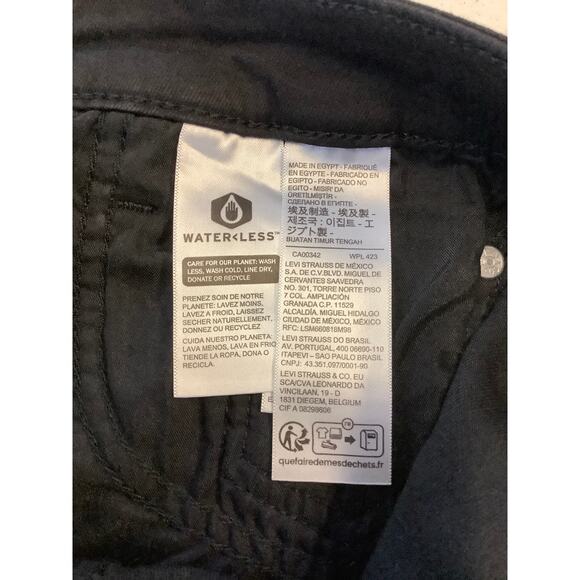 WATER<LESS™
CARE FOR OUR PLANET: WASH
LESS, WASH COLD, LINE DRY,
DONATE OR RECYCLE
PRENEZ SOIN DE NOTRE
PLANETE: LAVEZ MOINS,
LAVEZ A FROID, LAISSEZ
SECHER NATURELLEMENT,
DONNEZ OU RECYCLEZ
CUIDA NUESTRO PLANETA:
LAVA MENOS, LAVA EN FRIO
TIENDE LA ROPA, DONA O
RECICLA.
E
MADE IN EGYPT - FABRIQUÉ
EN EGYPTE - FABRICADO EN
EGIPTO - FABRICADO NO
EGITO - MISIR'DA
ÜRETİLMİŞTİR -
СДЕЛАНО В ЕГИПТЕ -
埃及制造 - 埃及製 -
제조국 : 이집트 - エ
ジプト製 -
BUATAN TIMUR TENGAH
CA00342 WPL 423
LEVI STRAUSS DE MÉXICO
S.A. DE C.V.BLVD. MIGUEL DE
CERVANTES SAAVEDRA
NO. 301, TORRE NORTE PISO
7 COL. AMPLIACIÓN
GRANADA C.P. 11529
ALCALDÍA. MIGUEL HIDALGO
CIUDAD DE MÉXICO, MÉXICO
RFC: LSM660818M98
LEVI STRAUSS DO BRASIL
AV. PORTUGAL, 400 06690-110
ITAPEVI – SAO PAULO BRASIL
CNPJ: 43.351.097/0001-90
LEVI STRAUSS & CO. EU
SCA/CVA LEONARDO DA
VINCILAAN, 19 - D
1831 DIEGEM, BELGIUM
CIF A 08298606
FR
quefairedemesdechets.fr